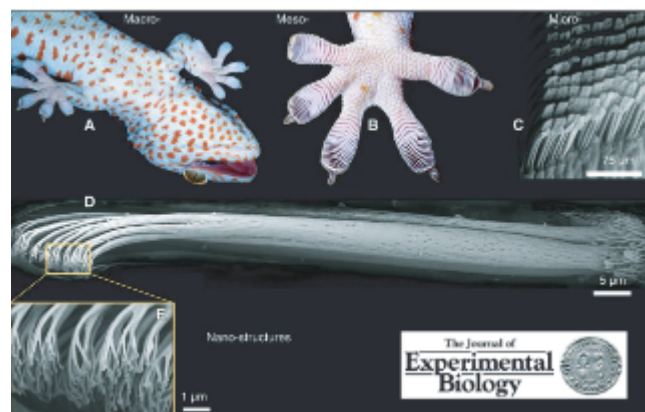 Macro-
Meso-
Micro-
A
B
C
75 µm
D
5 µm
E
Nano-structures
1 µm
The Journal of
Experimental
Biology